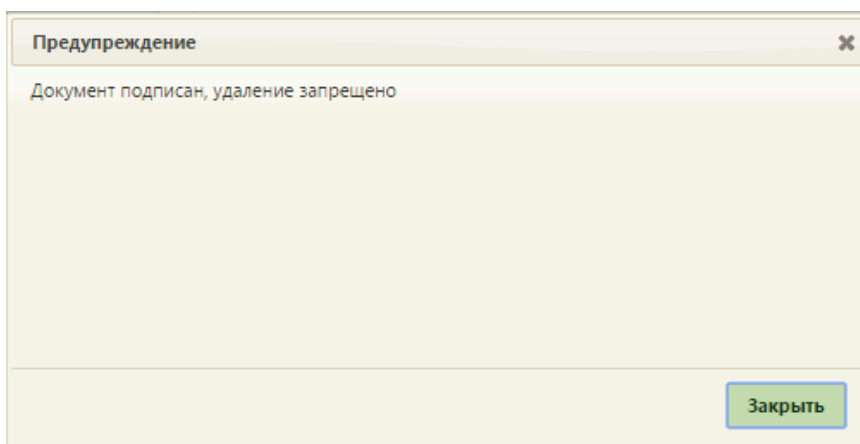 Предупреждение
Документ подписан, удаление запрещено
Закрыть